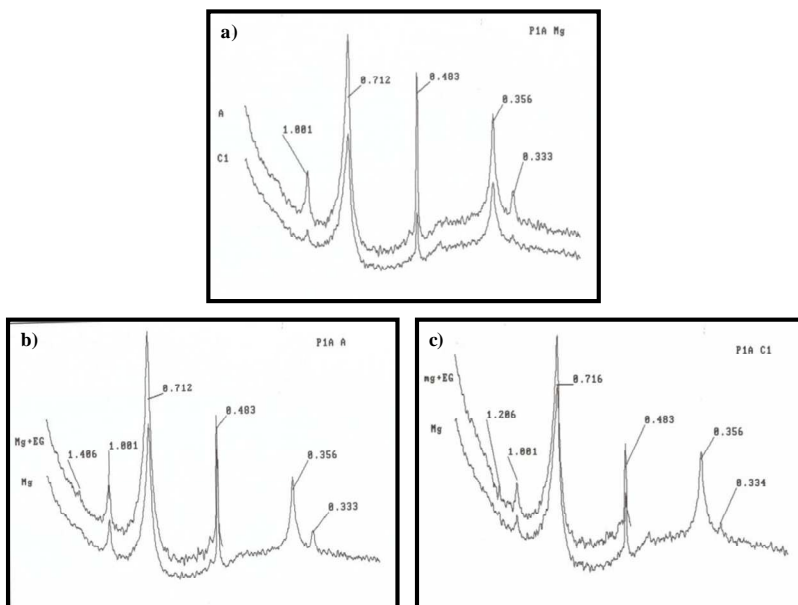 a)
P1A Mg
0.712
0.483
0.356
A
1.001
C1
0.333
b)
P1A A
0.712
0.483
Mg+EG
1.406
1.001
0.356
Mg
0.333
c)
P1A C1
mg+EG
0.716
1.206
0.483
Mg
0.356
1.001
0.334